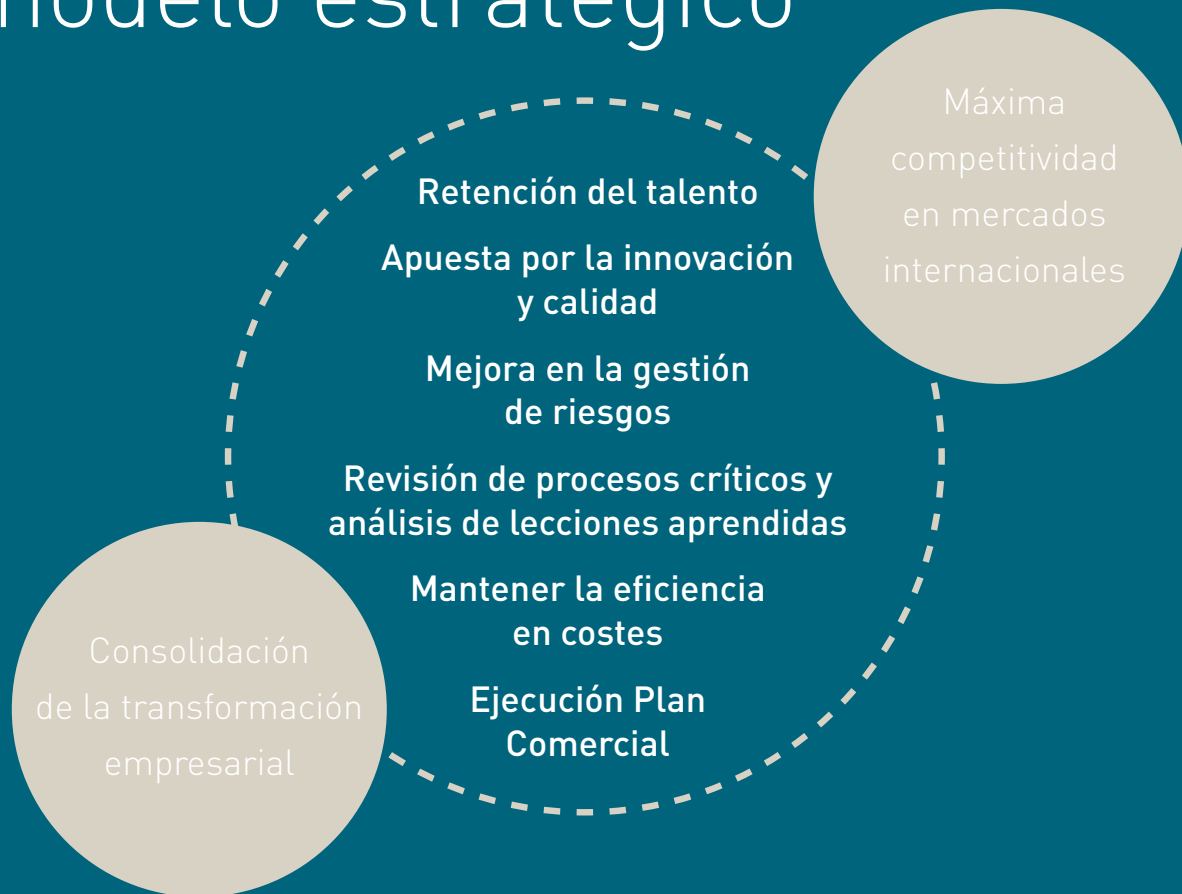 modelo estratégico
Máxima
competitividad
en mercados
internacionales
Retención del talento
Apuesta por la innovación
y calidad
Mejora en la gestión
de riesgos
Revisión de procesos críticos y
análisis de lecciones aprendidas
Mantener la eficiencia
en costes
Ejecución Plan
Comercial
Consolidación
de la transformación
empresarial